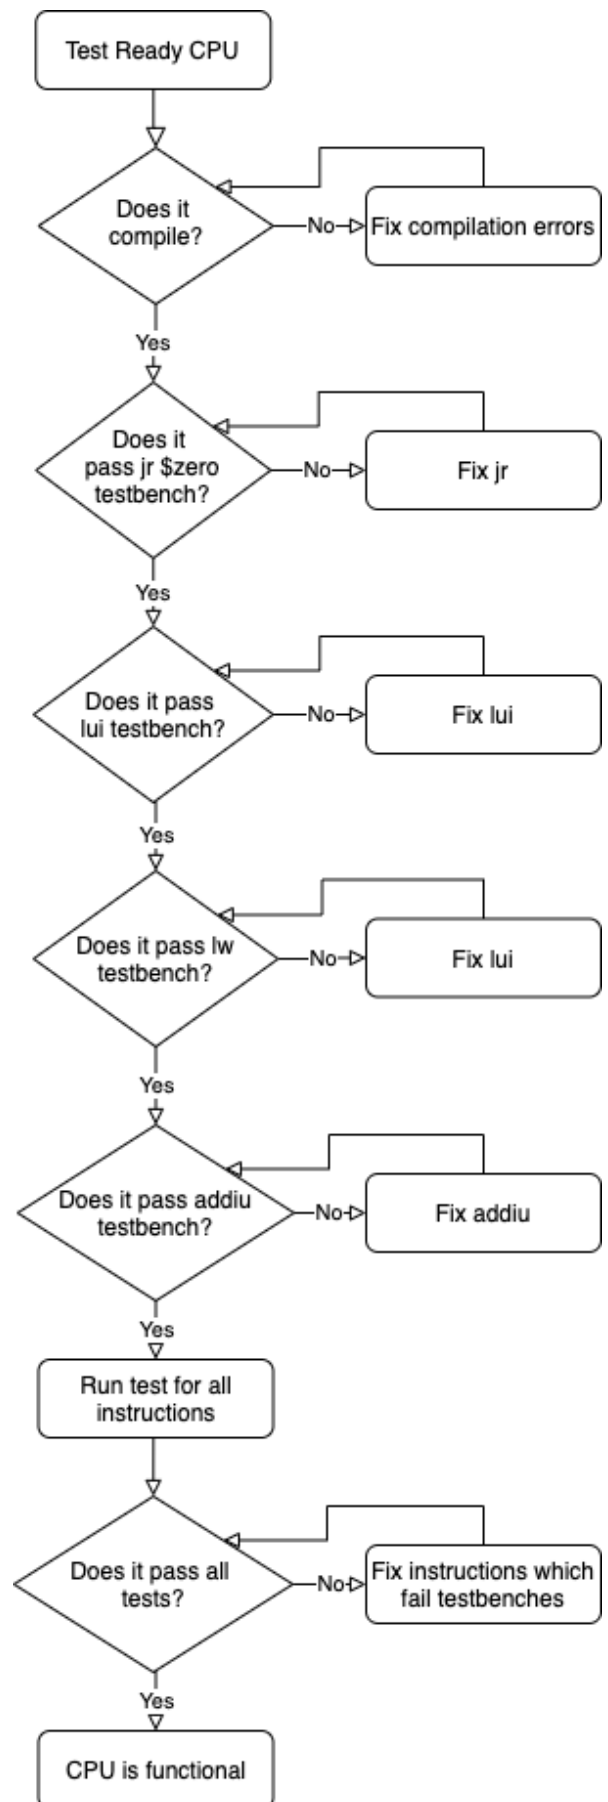 Test Ready CPU
Does it
compile?
No
Fix compilation errors
Yes
Does it
pass jr $zero
testbench?
No
Fix jr
Yes
Does it pass
lui testbench?
No
Fix lui
Yes
Does it pass lw
testbench?
No
Fix lui
Yes
Does it pass addiu
testbench?
No
Fix addiu
Yes
Run test for all
instructions
Does it pass all
tests?
No
Fix instructions which
fail testbenches
Yes
CPU is functional